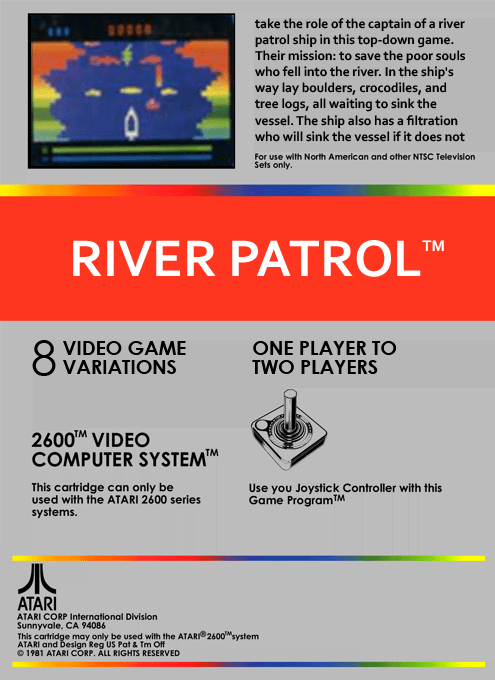 take the role of the captain of a river
patrol ship in this top-down game.
Their mission: to save the poor souls
who fell into the river. In the ship's
way lay boulders, crocodiles, and
tree logs, all waiting to sink the
vessel. The ship also has a filtration
who will sink the vessel if it does not
For use with North American and other NTSC Television
Sets only.
RIVER PATROL™
8 VIDEO GAME
VARIATIONS
ONE PLAYER TO
TWO PLAYERS
2600™ VIDEO
COMPUTER SYSTEM™
This cartridge can only be
used with the ATARI 2600 series
systems.
Use you Joystick Controller with this
Game Program™
ATARI
ATARI CORP International Division
Sunnyvale, CA 94086
This cartridge may only be used with the ATARI® 2600™system
ATARI and Design Reg US Pat & Tm Off
© 1981 ATARI CORP. ALL RIGHTS RESERVED